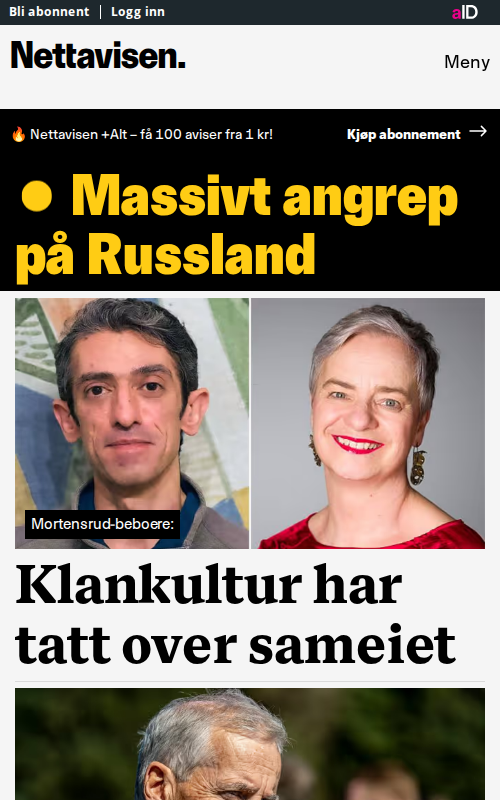 Bli abonnent | Logg inn
aID
Nettavisen.
Meny
🔥 Nettavisen +Alt – få 100 aviser fra 1 kr!
Kjøp abonnement →
Massivt angrep
på Russland
Mortensrud-beboere:
Klankultur har
tatt over sameiet